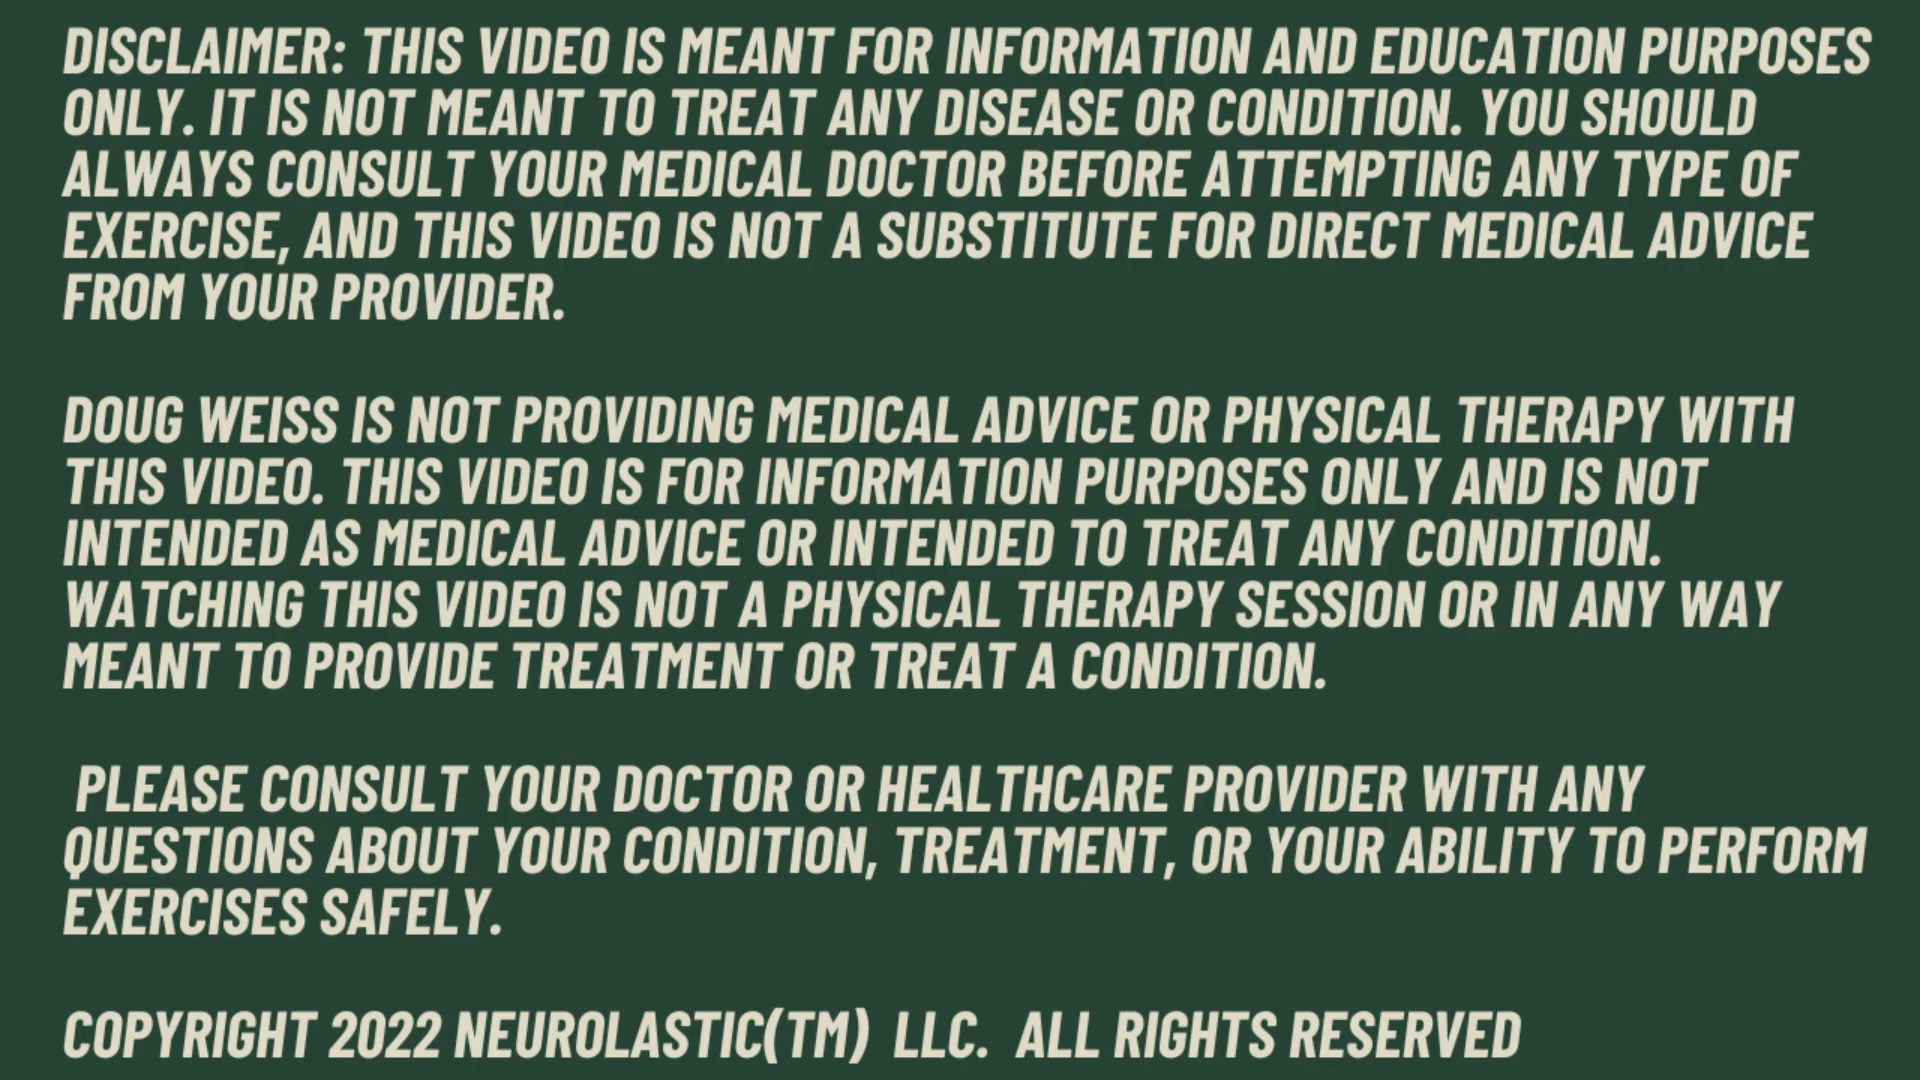 DISCLAIMER: THIS VIDEO IS MEANT FOR INFORMATION AND EDUCATION PURPOSES
ONLY. IT IS NOT MEANT TO TREAT ANY DISEASE OR CONDITION. YOU SHOULD
ALWAYS CONSULT YOUR MEDICAL DOCTOR BEFORE ATTEMPTING ANY TYPE OF
EXERCISE, AND THIS VIDEO IS NOT A SUBSTITUTE FOR DIRECT MEDICAL ADVICE
FROM YOUR PROVIDER.
DOUG WEISS IS NOT PROVIDING MEDICAL ADVICE OR PHYSICAL THERAPY WITH
THIS VIDEO. THIS VIDEO IS FOR INFORMATION PURPOSES ONLY AND IS NOT
INTENDED AS MEDICAL ADVICE OR INTENDED TO TREAT ANY CONDITION.
WATCHING THIS VIDEO IS NOT A PHYSICAL THERAPY SESSION OR IN ANY WAY
MEANT TO PROVIDE TREATMENT OR TREAT A CONDITION.
PLEASE CONSULT YOUR DOCTOR OR HEALTHCARE PROVIDER WITH ANY
QUESTIONS ABOUT YOUR CONDITION, TREATMENT, OR YOUR ABILITY TO PERFORM
EXERCISES SAFELY.
COPYRIGHT 2022 NEUROLASTIC(TM) LLC. ALL RIGHTS RESERVED